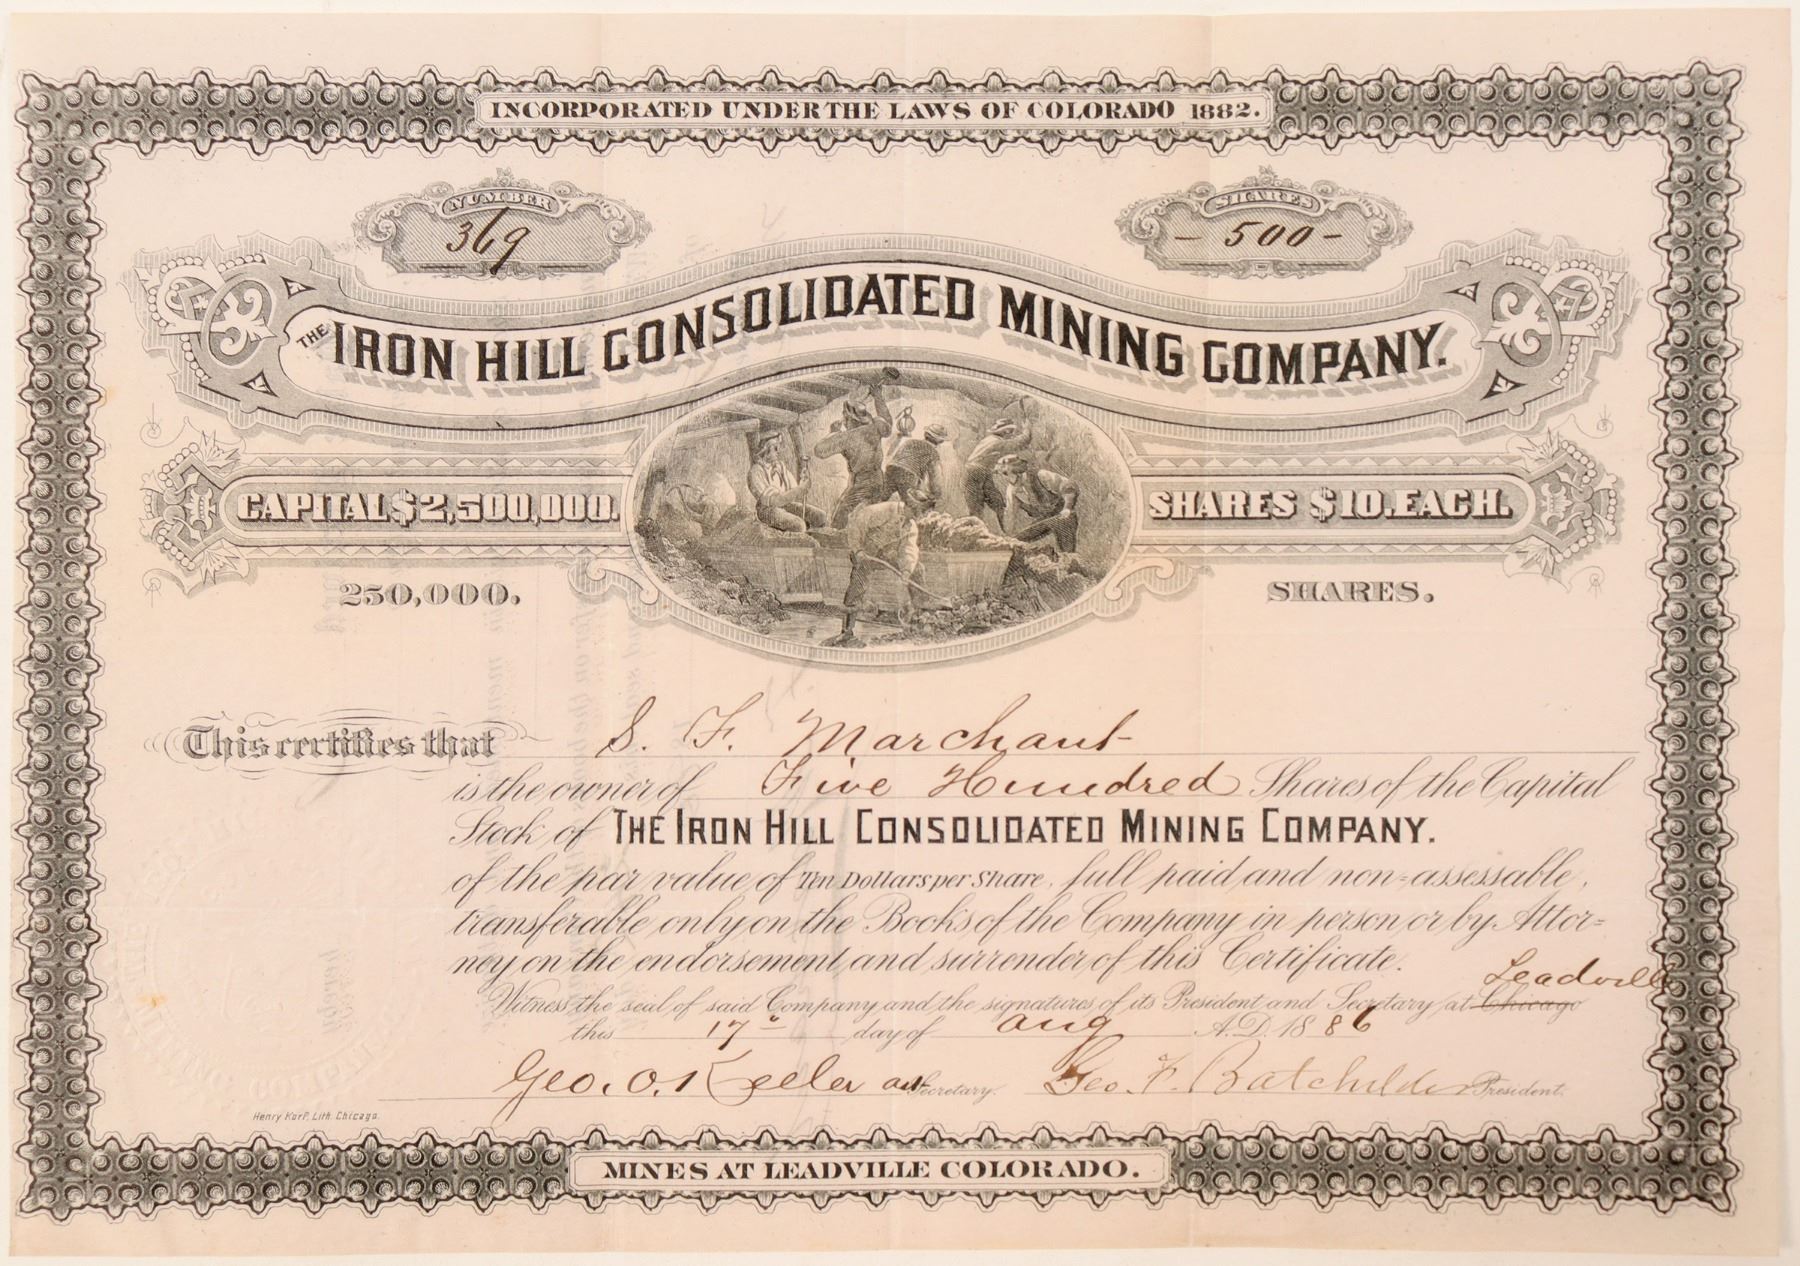 INCORPORATED UNDER THE LAWS OF COLORADO 1882.
NUMBER
369
SHARES
- 500 -
THE IRON HILL CONSOLIDATED MINING COMPANY.
CAPITAL $2,500,000.
SHARES $10. EACH.
250,000.
SHARES.
This certifies that S. F. Marchant
is the owner of Five Hundred Shares of the Capital
Stock of THE IRON HILL CONSOLIDATED MINING COMPANY.
of the par value of Ten Dollars per Share, full paid and non=assessable,
transferable only on the Books of the Company in person or by Attor=
ney on the endorsement and surrender of this Certificate.
Leadville
Witness the seal of said Company and the signatures of its President and Secretary at Chicago
this 17" day of Aug A.D. 1886
Geo. O. Keeler Secretary. Geo. F. Batchelder President.
Henry Karp. Lith. Chicago.
MINES AT LEADVILLE COLORADO.